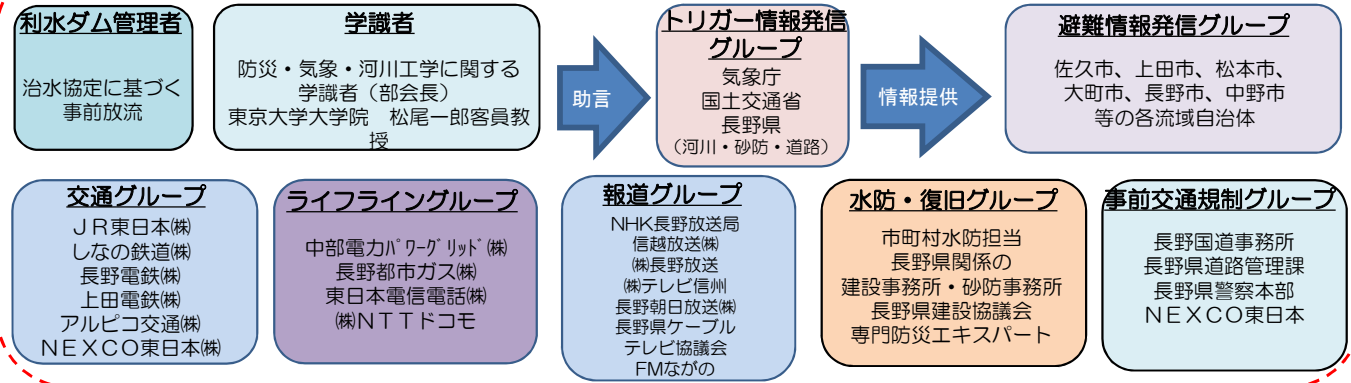 利水ダム管理者
治水協定に基づく
事前放流
学識者
防災・気象・河川工学に関する
学識者（部会長）
東京大学大学院　松尾一郎客員教
授
助言
トリガー情報発信
グループ
気象庁
国土交通省
長野県
（河川・砂防・道路）
情報提供
避難情報発信グループ
佐久市、上田市、松本市、
大町市、長野市、中野市
等の各流域自治体
交通グループ
ＪＲ東日本㈱
しなの鉄道㈱
長野電鉄㈱
上田電鉄㈱
アルピコ交通㈱
ＮＥＸＣＯ東日本㈱
ライフライングループ
中部電力ﾊﾟﾜｰｸﾞﾘｯﾄﾞ㈱
長野都市ガス㈱
東日本電信電話㈱
㈱ＮＴＴドコモ
報道グループ
NHK長野放送局
信越放送㈱
㈱長野放送
㈱テレビ信州
長野朝日放送㈱
長野県ケーブル
テレビ協議会
FMながの
水防・復旧グループ
市町村水防担当
長野県関係の
建設事務所・砂防事務所
長野県建設協議会
専門防災エキスパート
事前交通規制グループ
長野国道事務所
長野県道路管理課
長野県警察本部
ＮＥＸＣＯ東日本